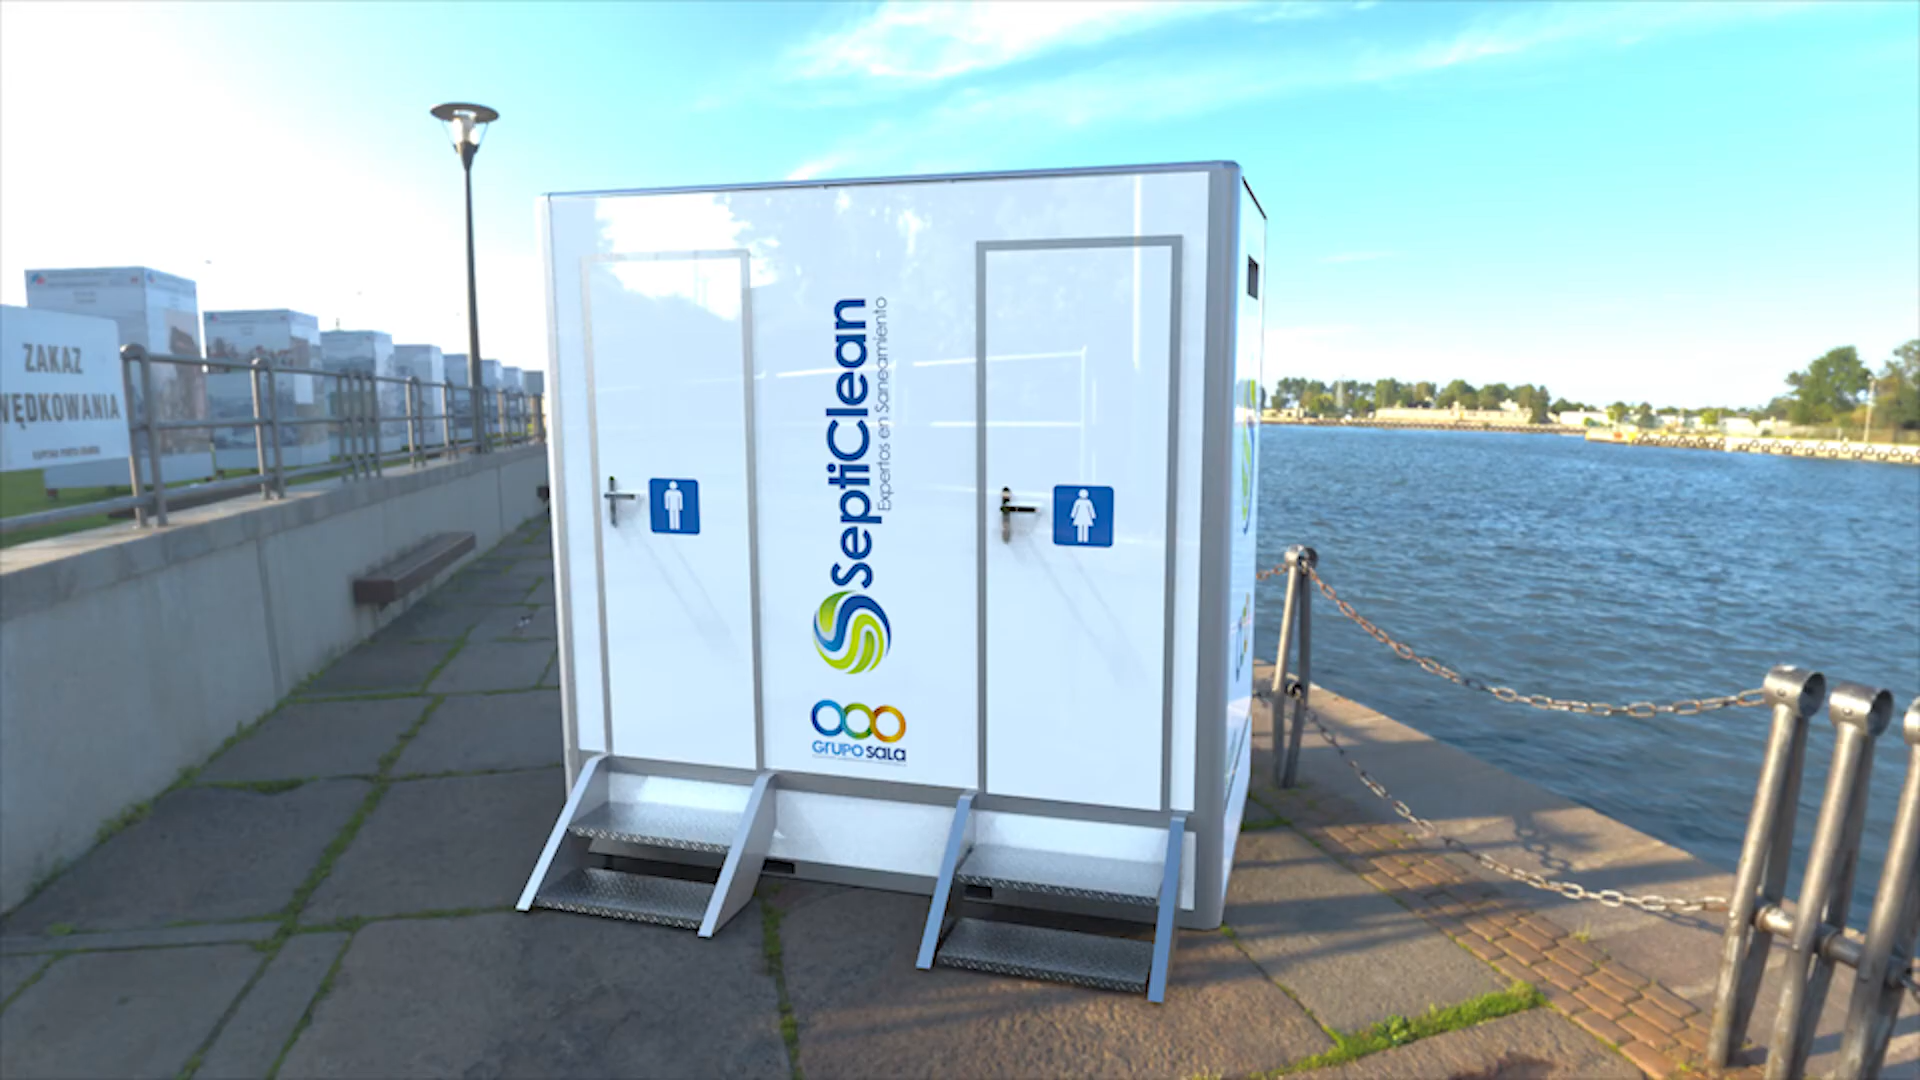 ZAKAZ
WĘDKOWANIA
SeptiClean
Expertos en Saneamiento
GRUPO SALA